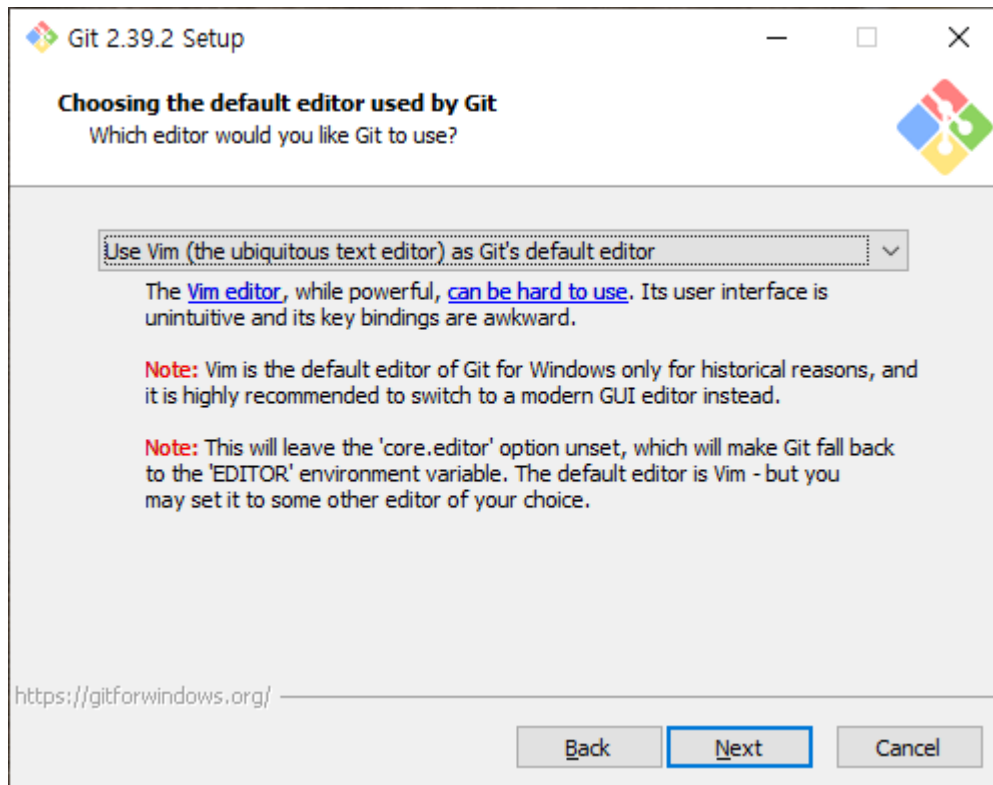 Git 2.39.2 Setup
Choosing the default editor used by Git
Which editor would you like Git to use?
Use Vim (the ubiquitous text editor) as Git's default editor
The Vim editor, while powerful, can be hard to use. Its user interface is
unintuitive and its key bindings are awkward.
Note: Vim is the default editor of Git for Windows only for historical reasons, and
it is highly recommended to switch to a modern GUI editor instead.
Note: This will leave the 'core.editor' option unset, which will make Git fall back
to the 'EDITOR' environment variable. The default editor is Vim - but you
may set it to some other editor of your choice.
https://gitforwindows.org/
Back
Next
Cancel